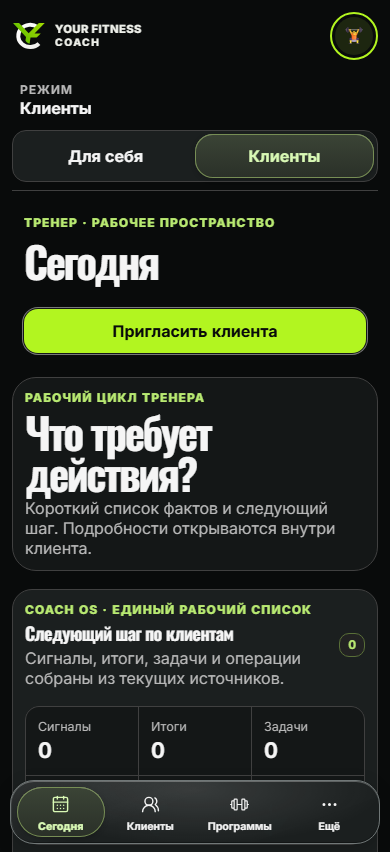 YOUR FITNESS
COACH
РЕЖИМ
Клиенты
Для себя
Клиенты
ТРЕНЕР · РАБОЧЕЕ ПРОСТРАНСТВО
Сегодня
Пригласить клиента
РАБОЧИЙ ЦИКЛ ТРЕНЕРА
Что требует
действия?
Короткий список фактов и следующий
шаг. Подробности открываются внутри
клиента.
COACH OS · ЕДИНЫЙ РАБОЧИЙ СПИСОК
Следующий шаг по клиентам
0
Сигналы, итоги, задачи и операции
собраны из текущих источников.
Сигналы
Итоги
Задачи
0
0
0
Сегодня
Клиенты
Программы
Ещё